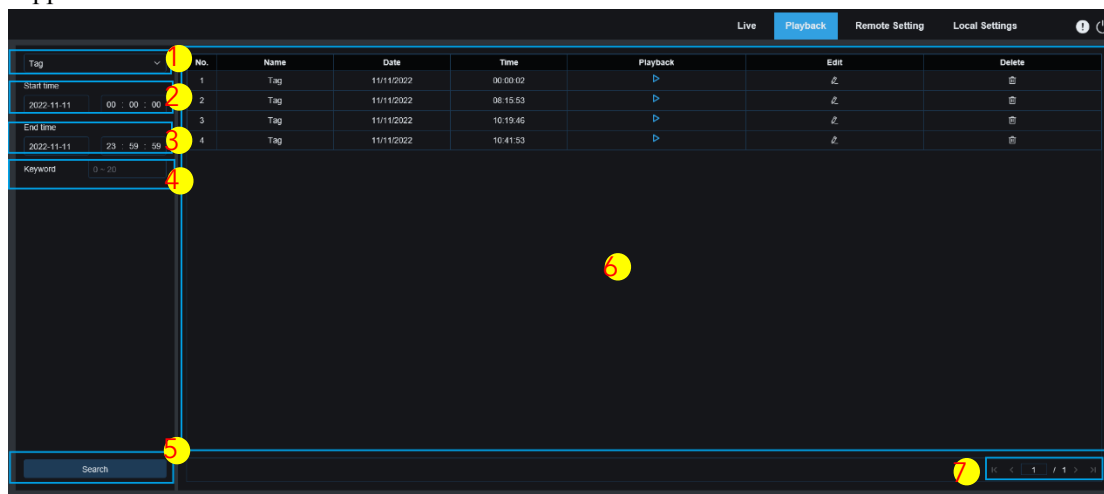 Live Playback Remote Setting Local Settings
Tag 1
No. Name Date Time Playback Edit Delete
Start time
2022-11-11 00 : 00 : 00 2
End time
2022-11-11 23 : 59 : 59 3
Keyword 0 ~ 20 4
1 Tag 11/11/2022 00:00:02
2 Tag 11/11/2022 08:15:53
3 Tag 11/11/2022 10:19:46
4 Tag 11/11/2022 10:41:53
6
5
Search
7 1 / 1